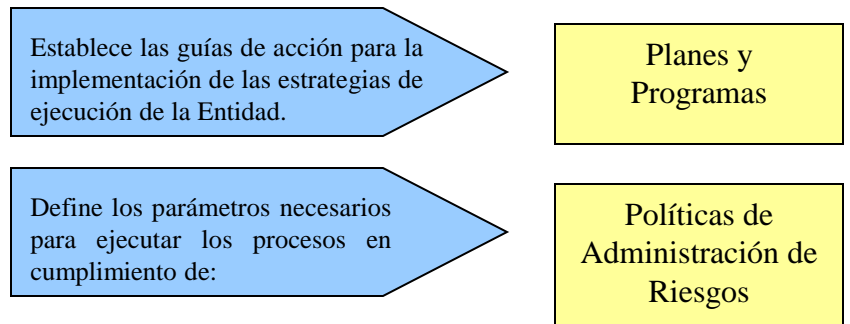 Establece las guías de acción para la
implementación de las estrategias de
ejecución de la Entidad.
Planes y
Programas
Define los parámetros necesarios
para ejecutar los procesos en
cumplimiento de:
Políticas de
Administración de
Riesgos